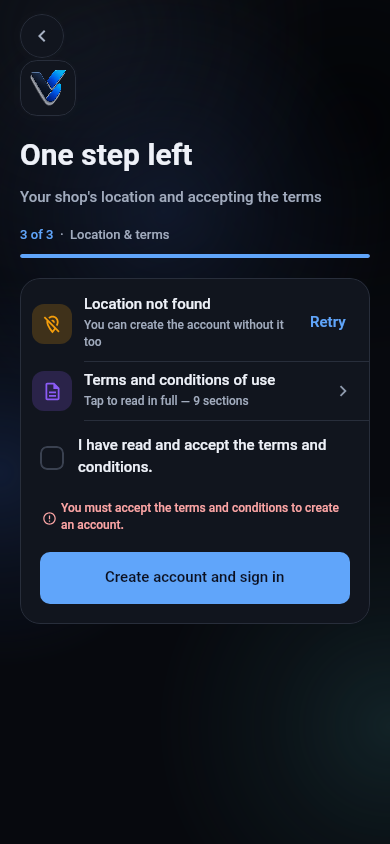 One step left
Your shop's location and accepting the terms
3 of 3 · Location & terms
Location not found
You can create the account without it
too
Retry
Terms and conditions of use
Tap to read in full — 9 sections
I have read and accept the terms and
conditions.
You must accept the terms and conditions to create
an account.
Create account and sign in